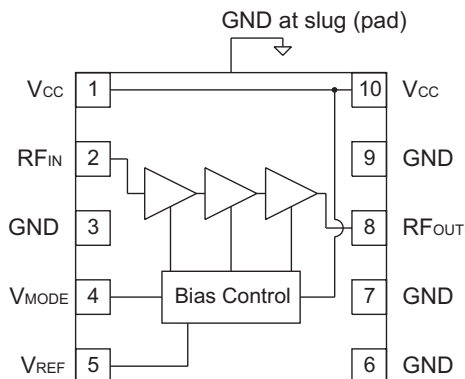 GND at slug (pad)
VCC 1 10 VCC
RFIN 2 9 GND
GND 3 8 RFOUT
VMODE 4 Bias Control 7 GND
VREF 5 6 GND